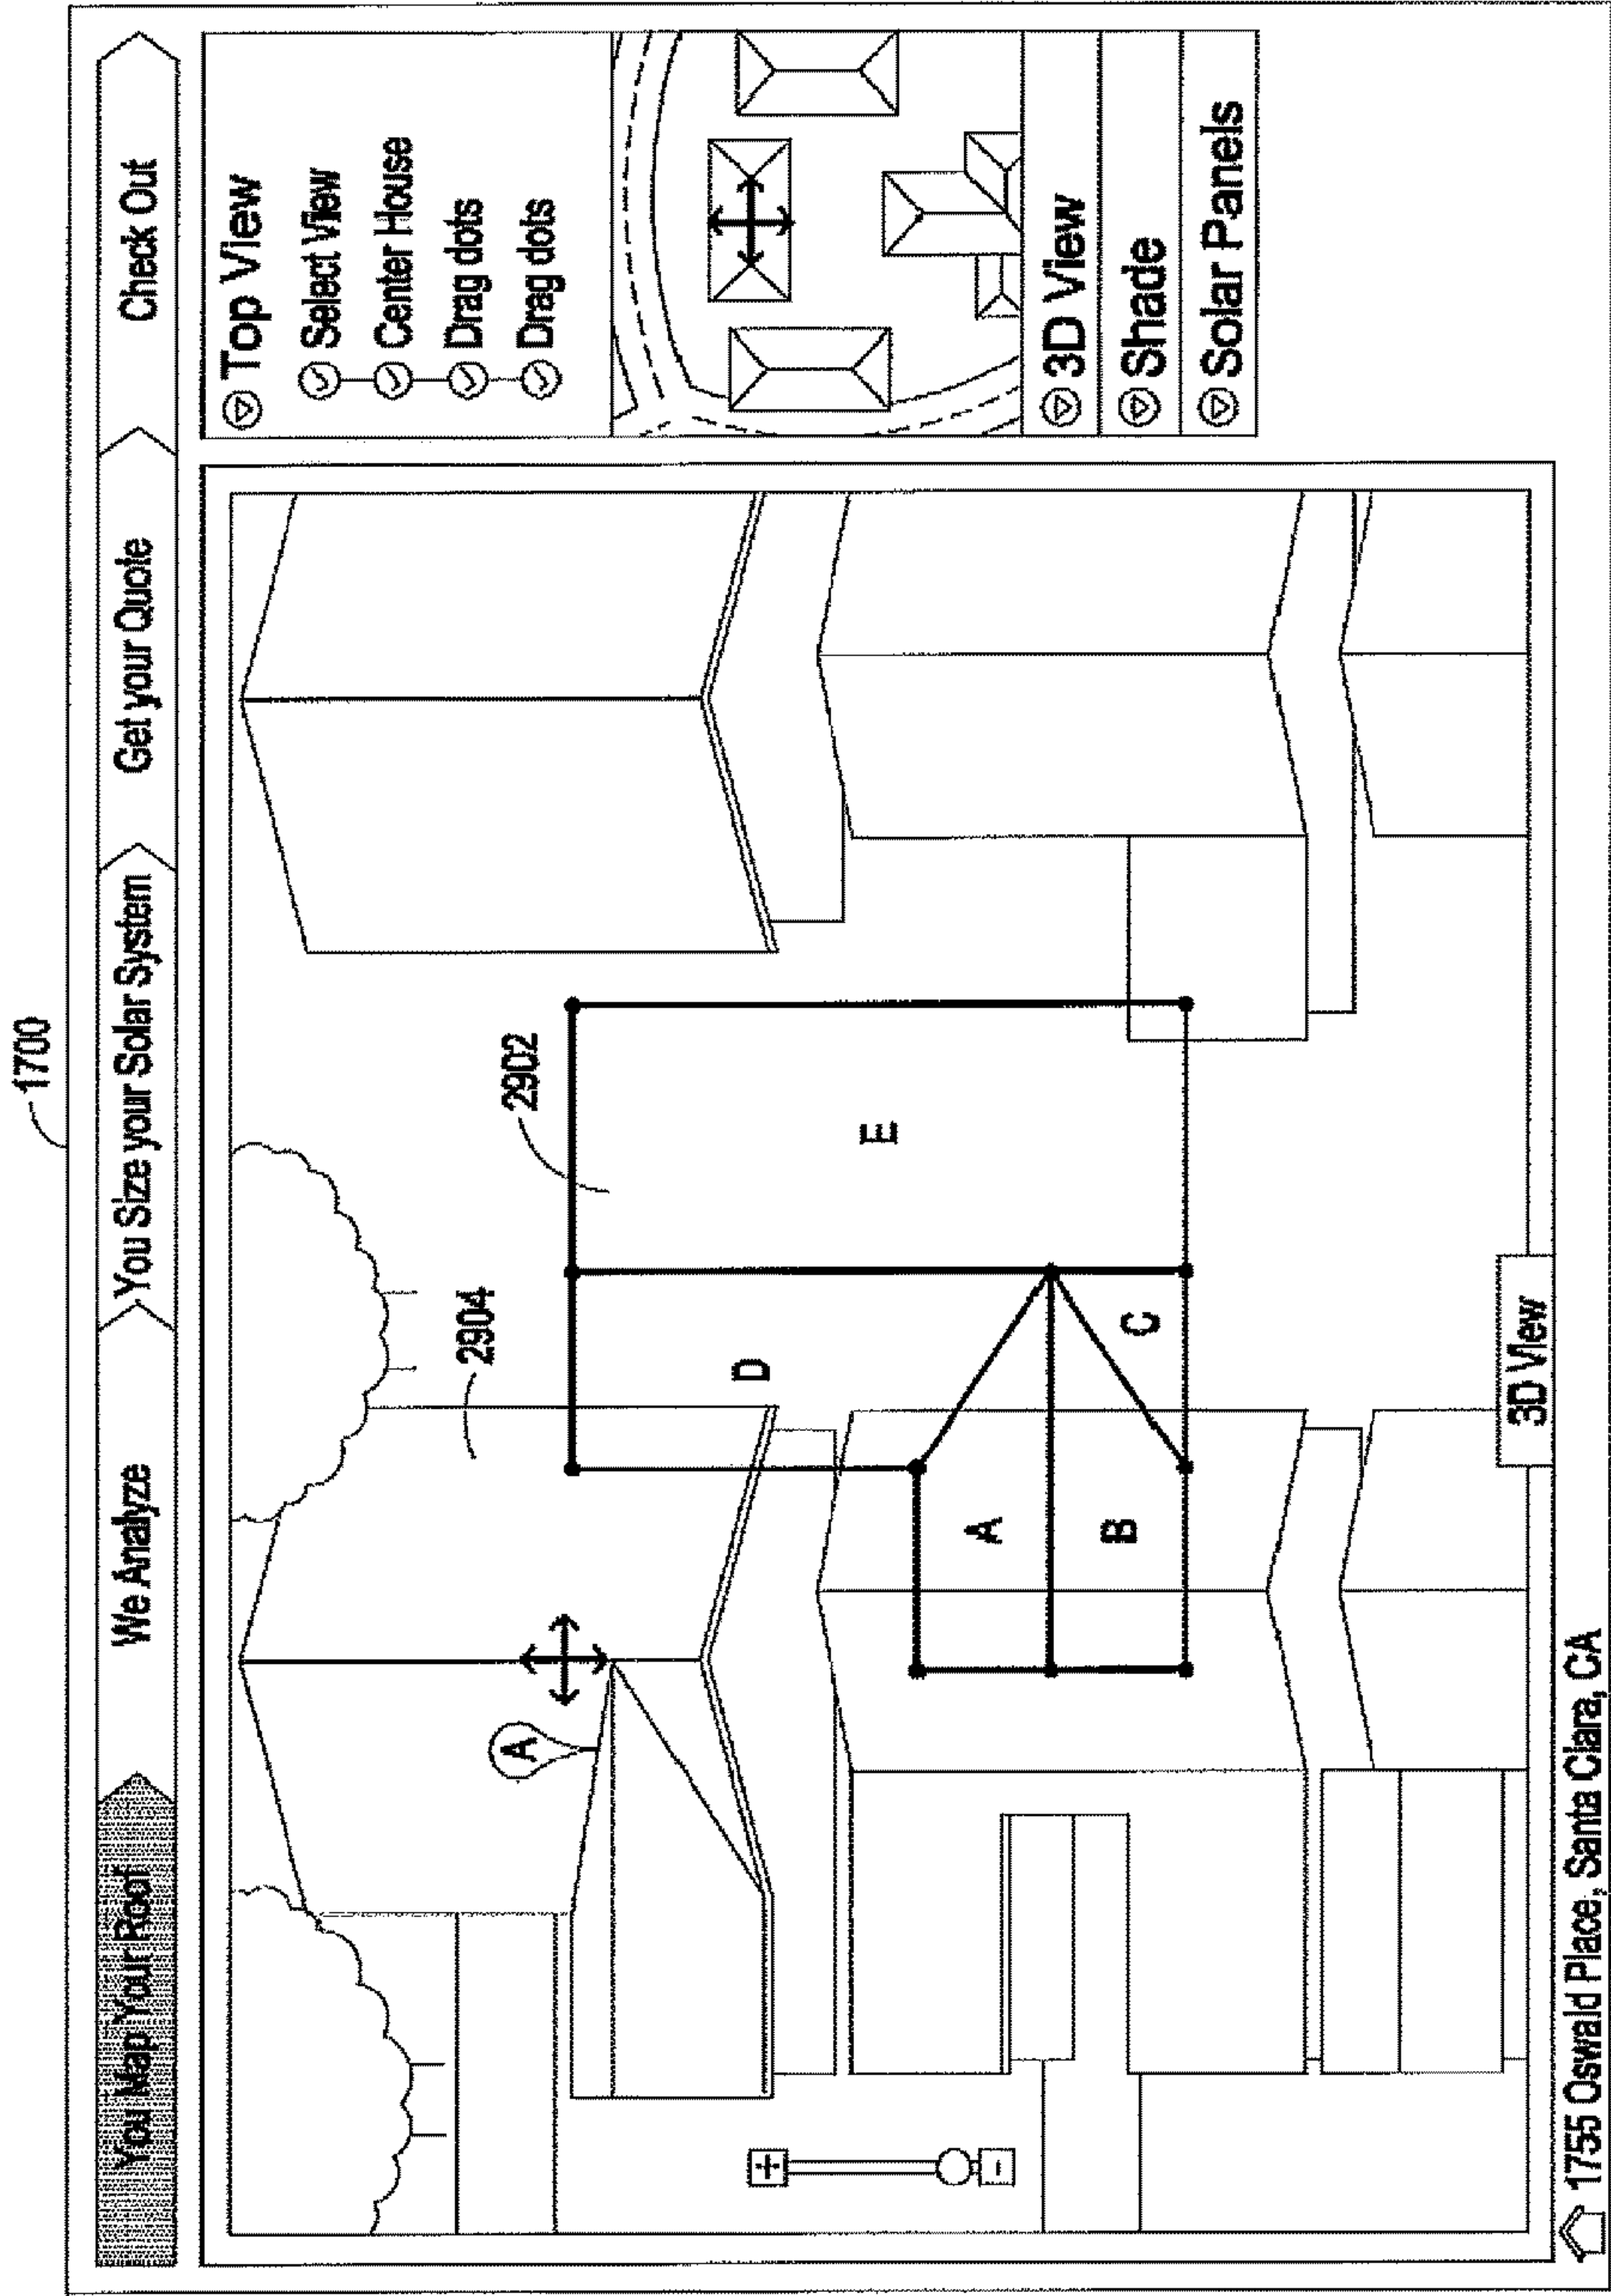 1700
You Map Your Roof
We Analyze
You Size your Solar System
Get your Quote
Check Out
2904
2902
A
D
E
A
B
C
+
-
3D View
1755 Oswald Place, Santa Clara, CA
Top View
Select View
Center House
Drag dots
Drag dots
3D View
Shade
Solar Panels